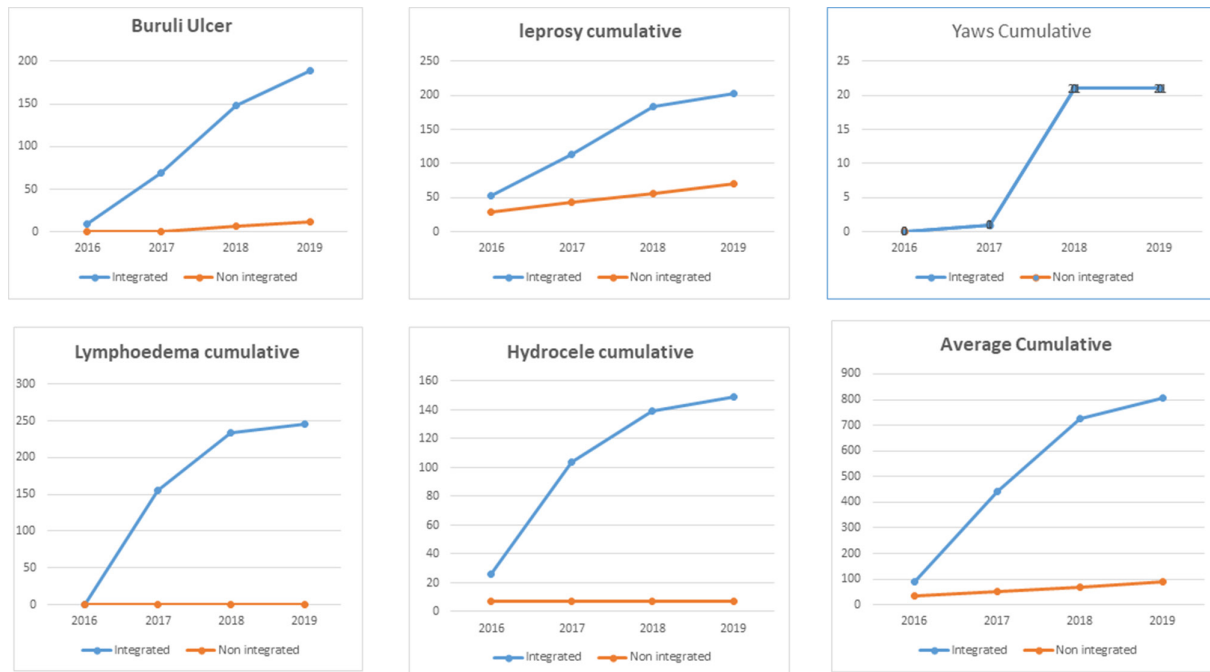 Buruli Ulcer
200
150
100
50
0
2016 2017 2018 2019
Integrated Non integrated
leprosy cumulative
250
200
150
100
50
0
2016 2017 2018 2019
Integrated Non integrated
Yaws Cumulative
25
20
15
10
5
0
0 1 21 21
2016 2017 2018 2019
Integrated Non integrated
Lymphoedema cumulative
300
250
200
150
100
50
0
2016 2017 2018 2019
Integrated Non integrated
Hydrocele cumulative
160
140
120
100
80
60
40
20
0
2016 2017 2018 2019
Integrated Non integrated
Average Cumulative
900
800
700
600
500
400
300
200
100
0
2016 2017 2018 2019
Integrated Non integrated